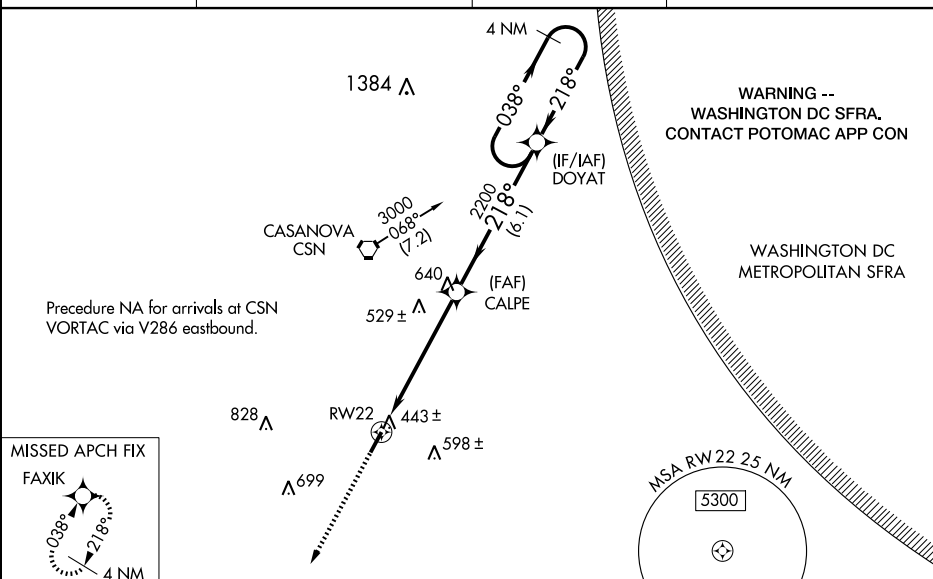 4 NM
1384
038°
218°
WARNING --
WASHINGTON DC SFRA.
CONTACT POTOMAC APP CON
(IF/IAF)
DOYAT
2200
218°
(6.1)
3000
068°
(7.2)
CASANOVA
CSN
WASHINGTON DC
METROPOLITAN SFRA
640
(FAF)
CALPE
529 ±
Precedure NA for arrivals at CSN
VORTAC via V286 eastbound.
828
RW22
443 ±
598 ±
699
MISSED APCH FIX
FAXIK
038°
218°
4 NM
MSA RW22 25 NM
5300